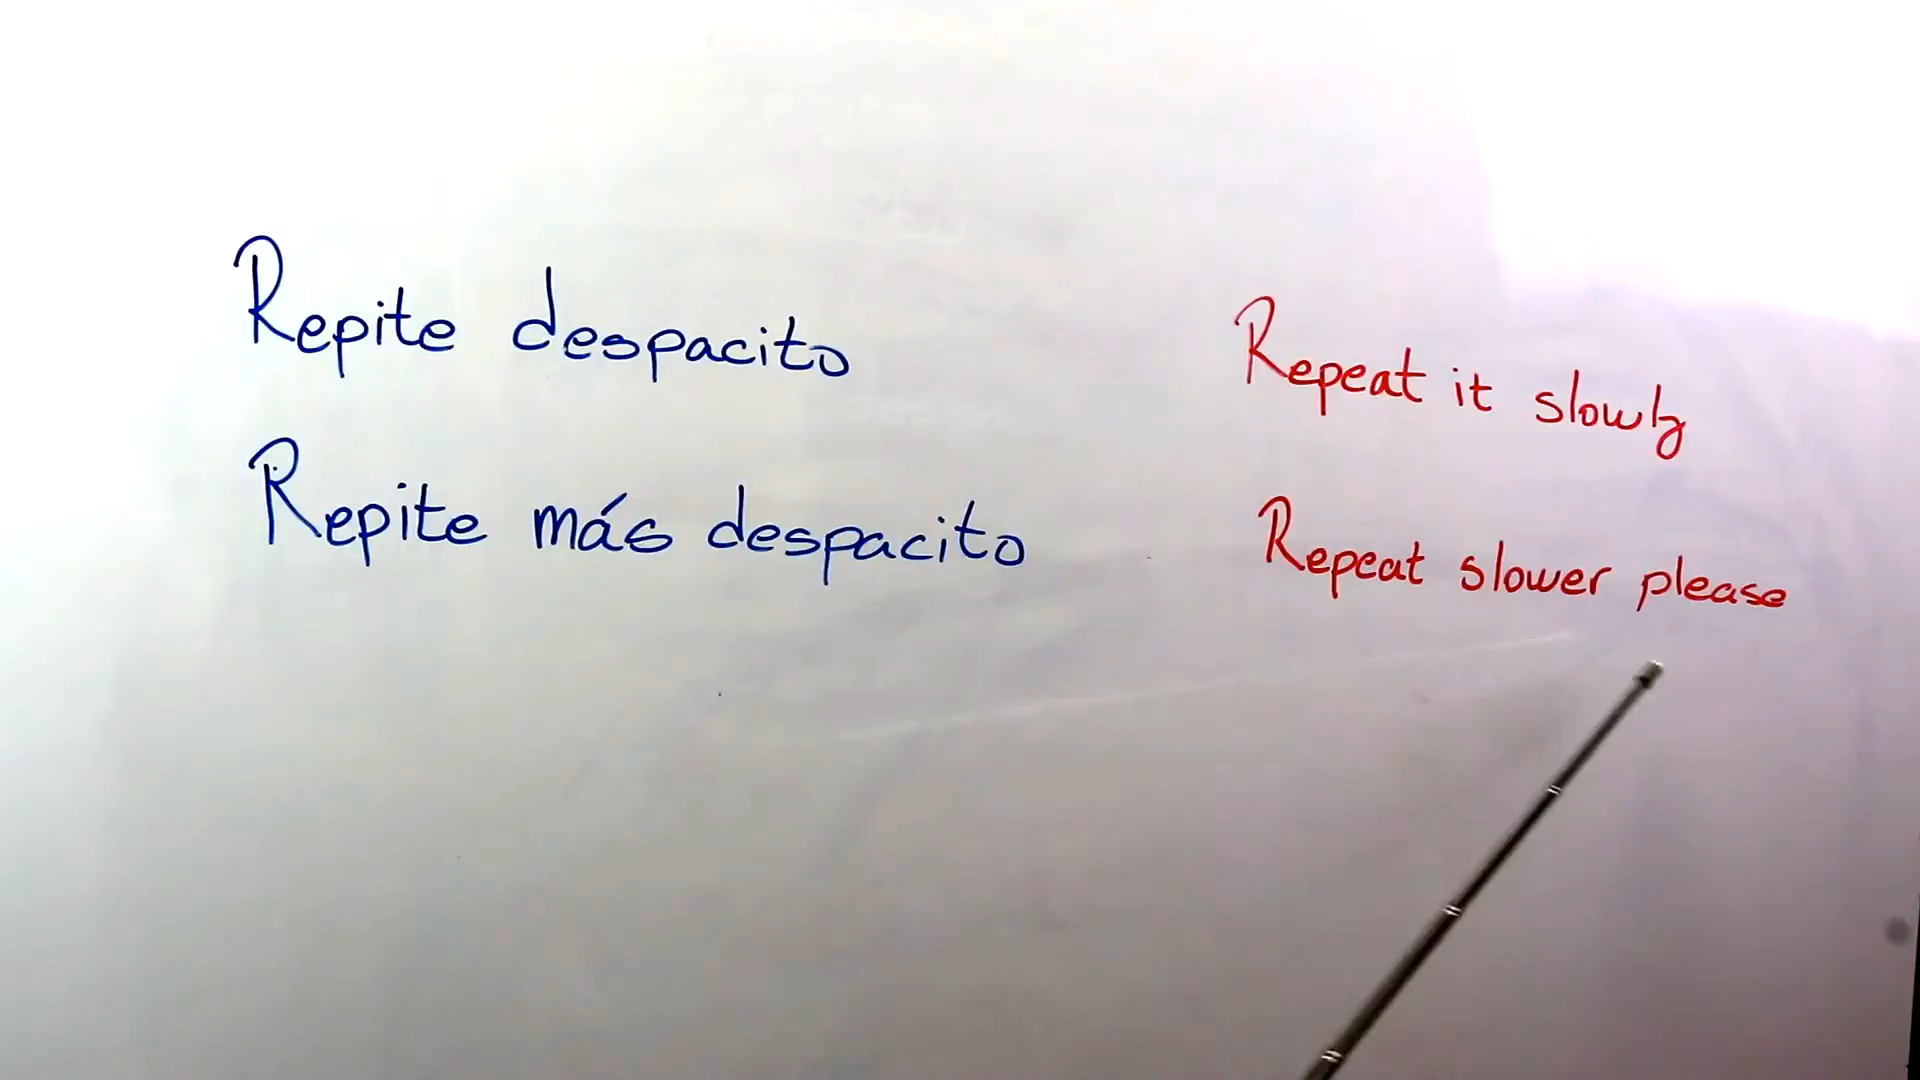 Repite despacito
Repeat it slowly
Repite más despacito
Repeat slower please